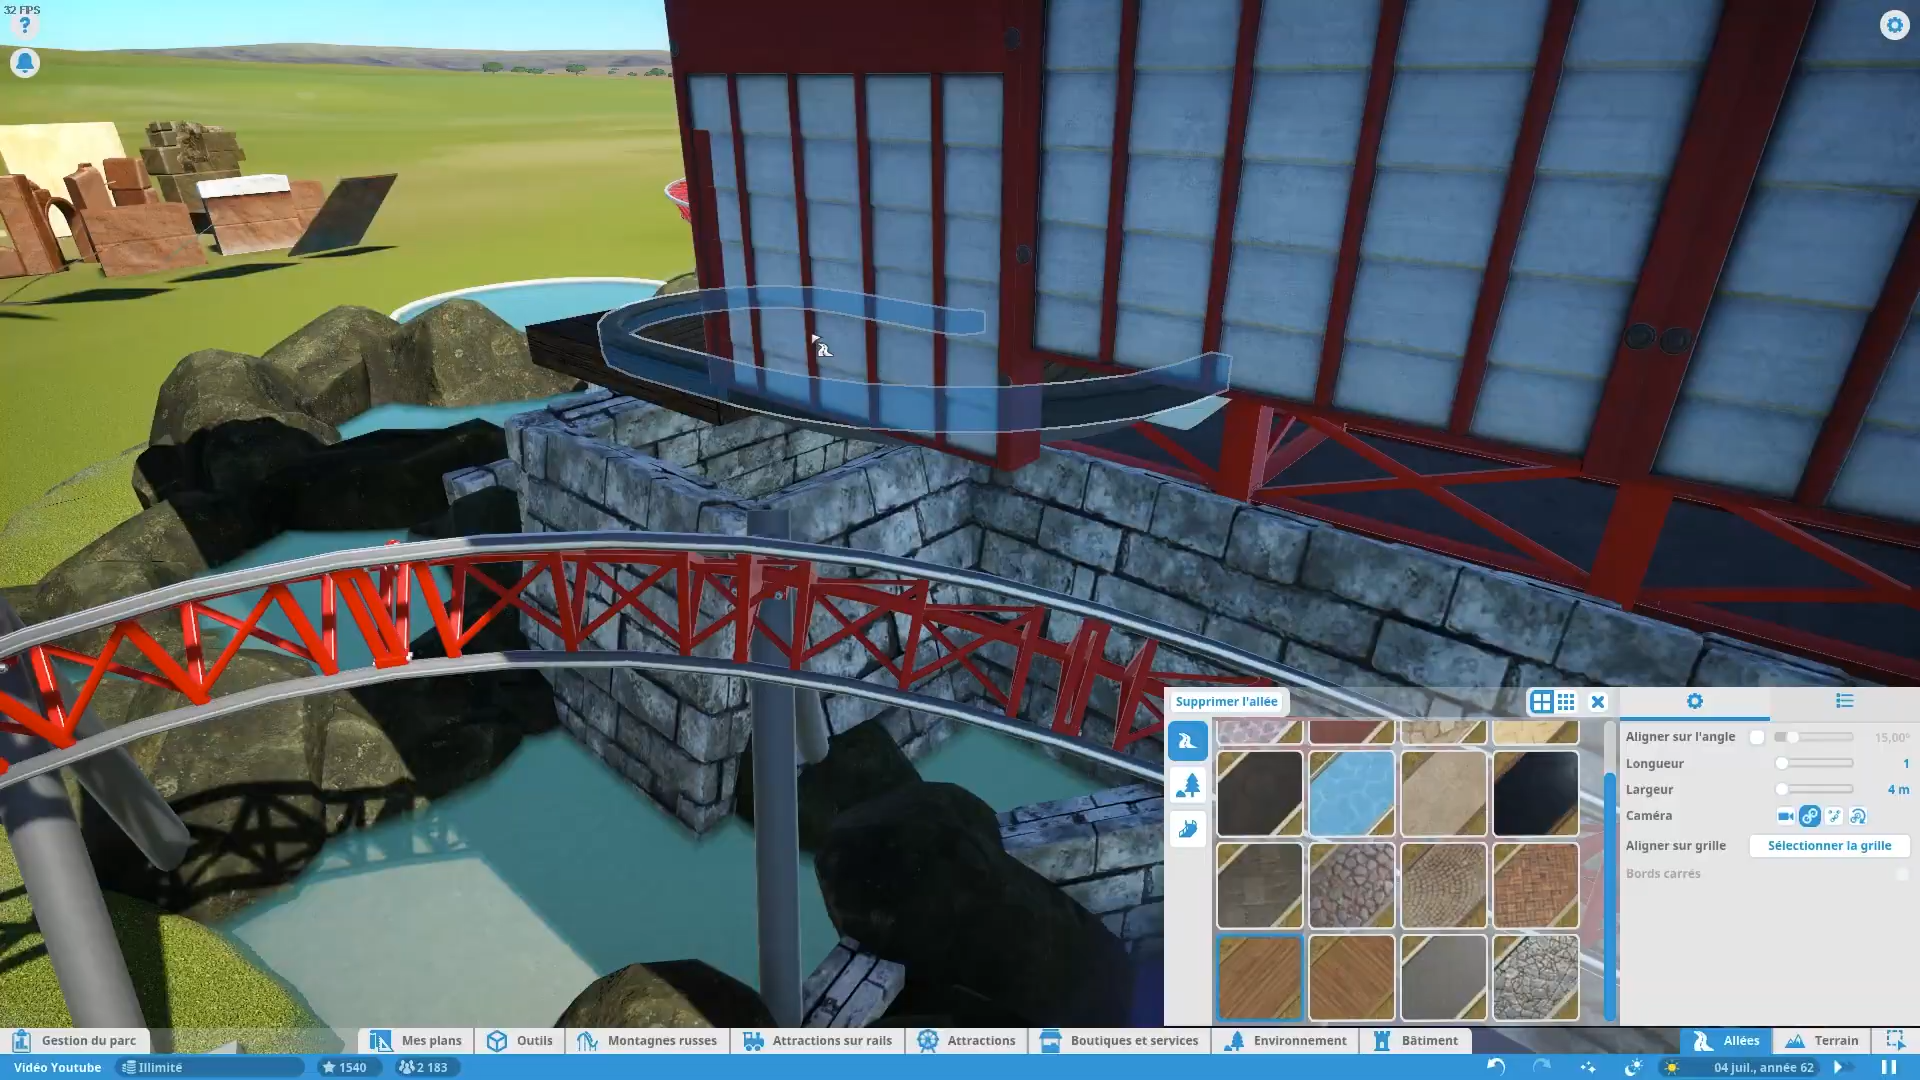 32 FPS
?
Supprimer l'allée
Aligner sur l'angle 15,00°
Longueur 1
Largeur 4 m
Caméra
Aligner sur grille Sélectionner la grille
Bords carrés
Gestion du parc Mes plans Outils Montagnes russes Attractions sur rails Attractions Boutiques et services Environnement Bâtiment Allées Terrain
Vidéo Youtube Illimité 1540 2 183 04 juil., année 62